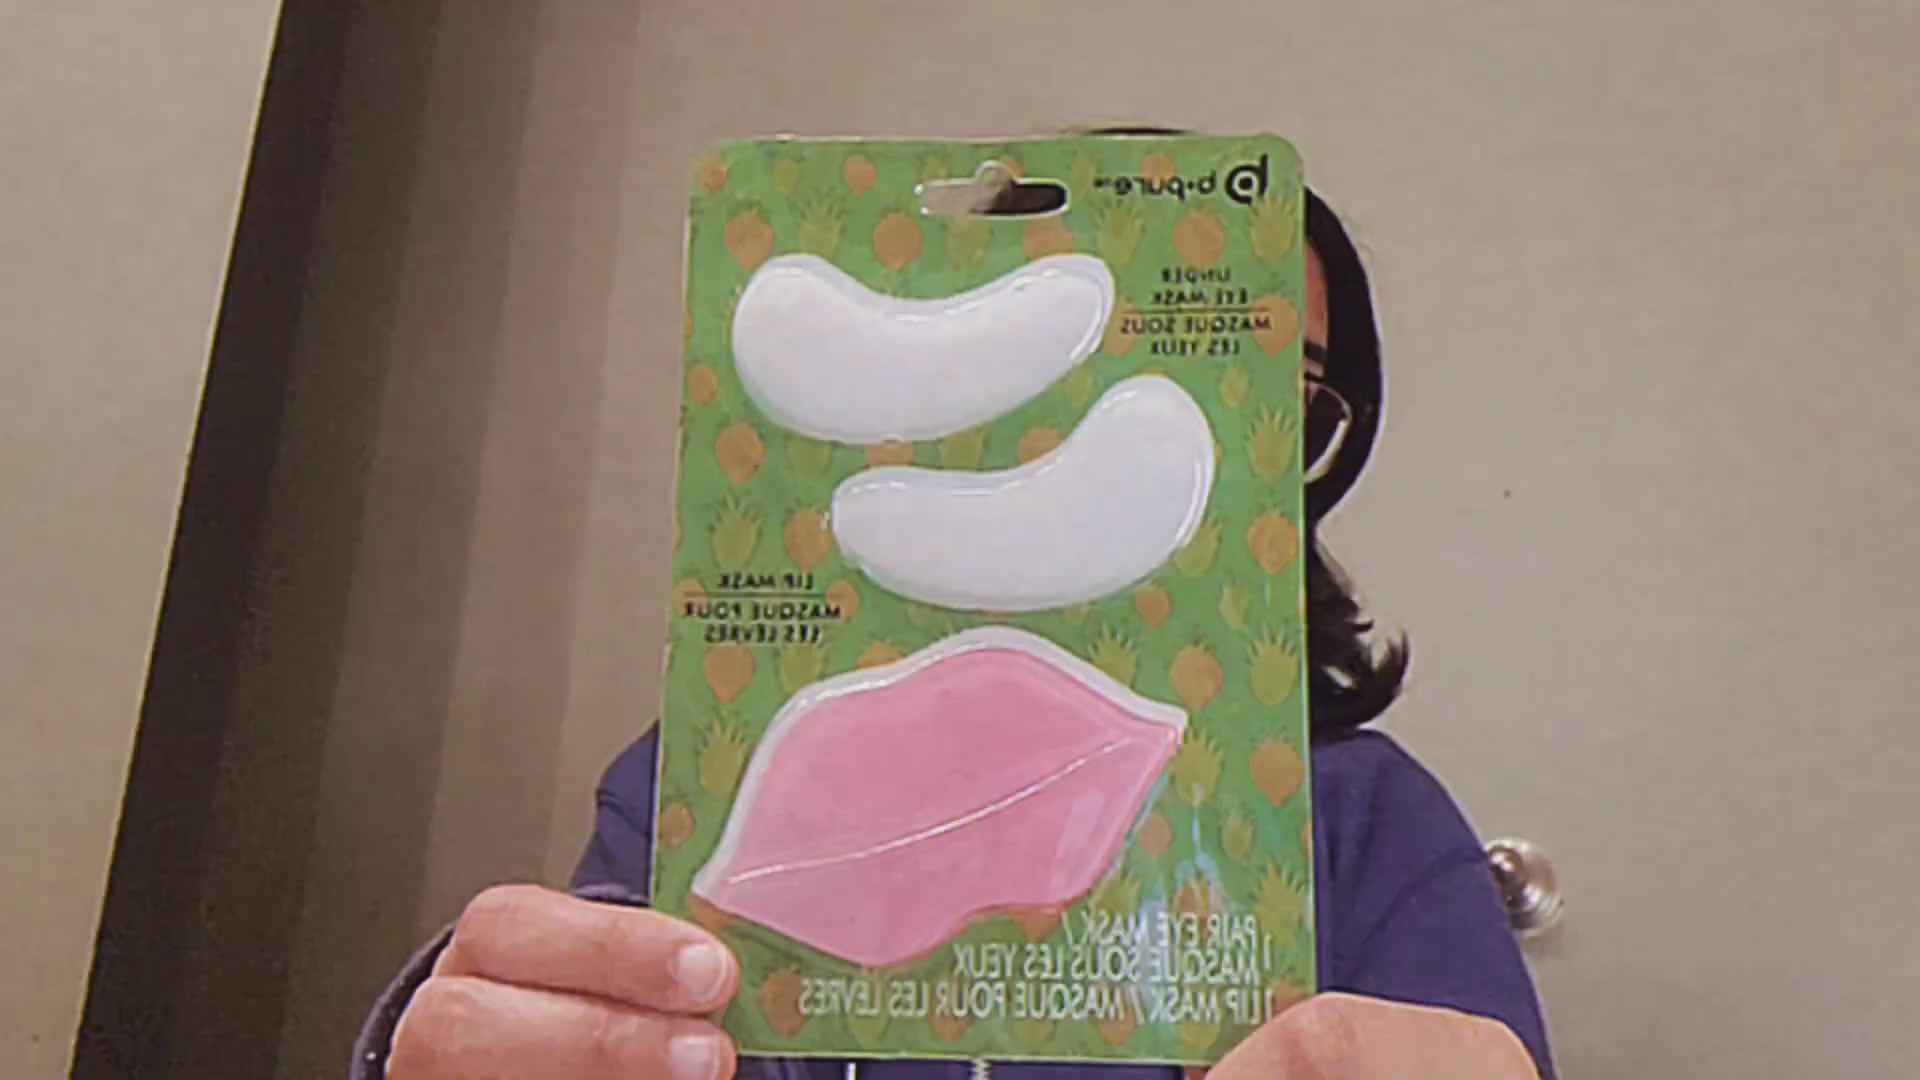 p•pure™
UNDER
EYE MASK
MASQUE SOUS
LES YEUX
LIP MASK
MASQUE POUR
LES LÈVRES
1 PAIR EYE MASK /
MASQUE SOUS LES YEUX
1 LIP MASK / MASQUE POUR LES LÈVRES